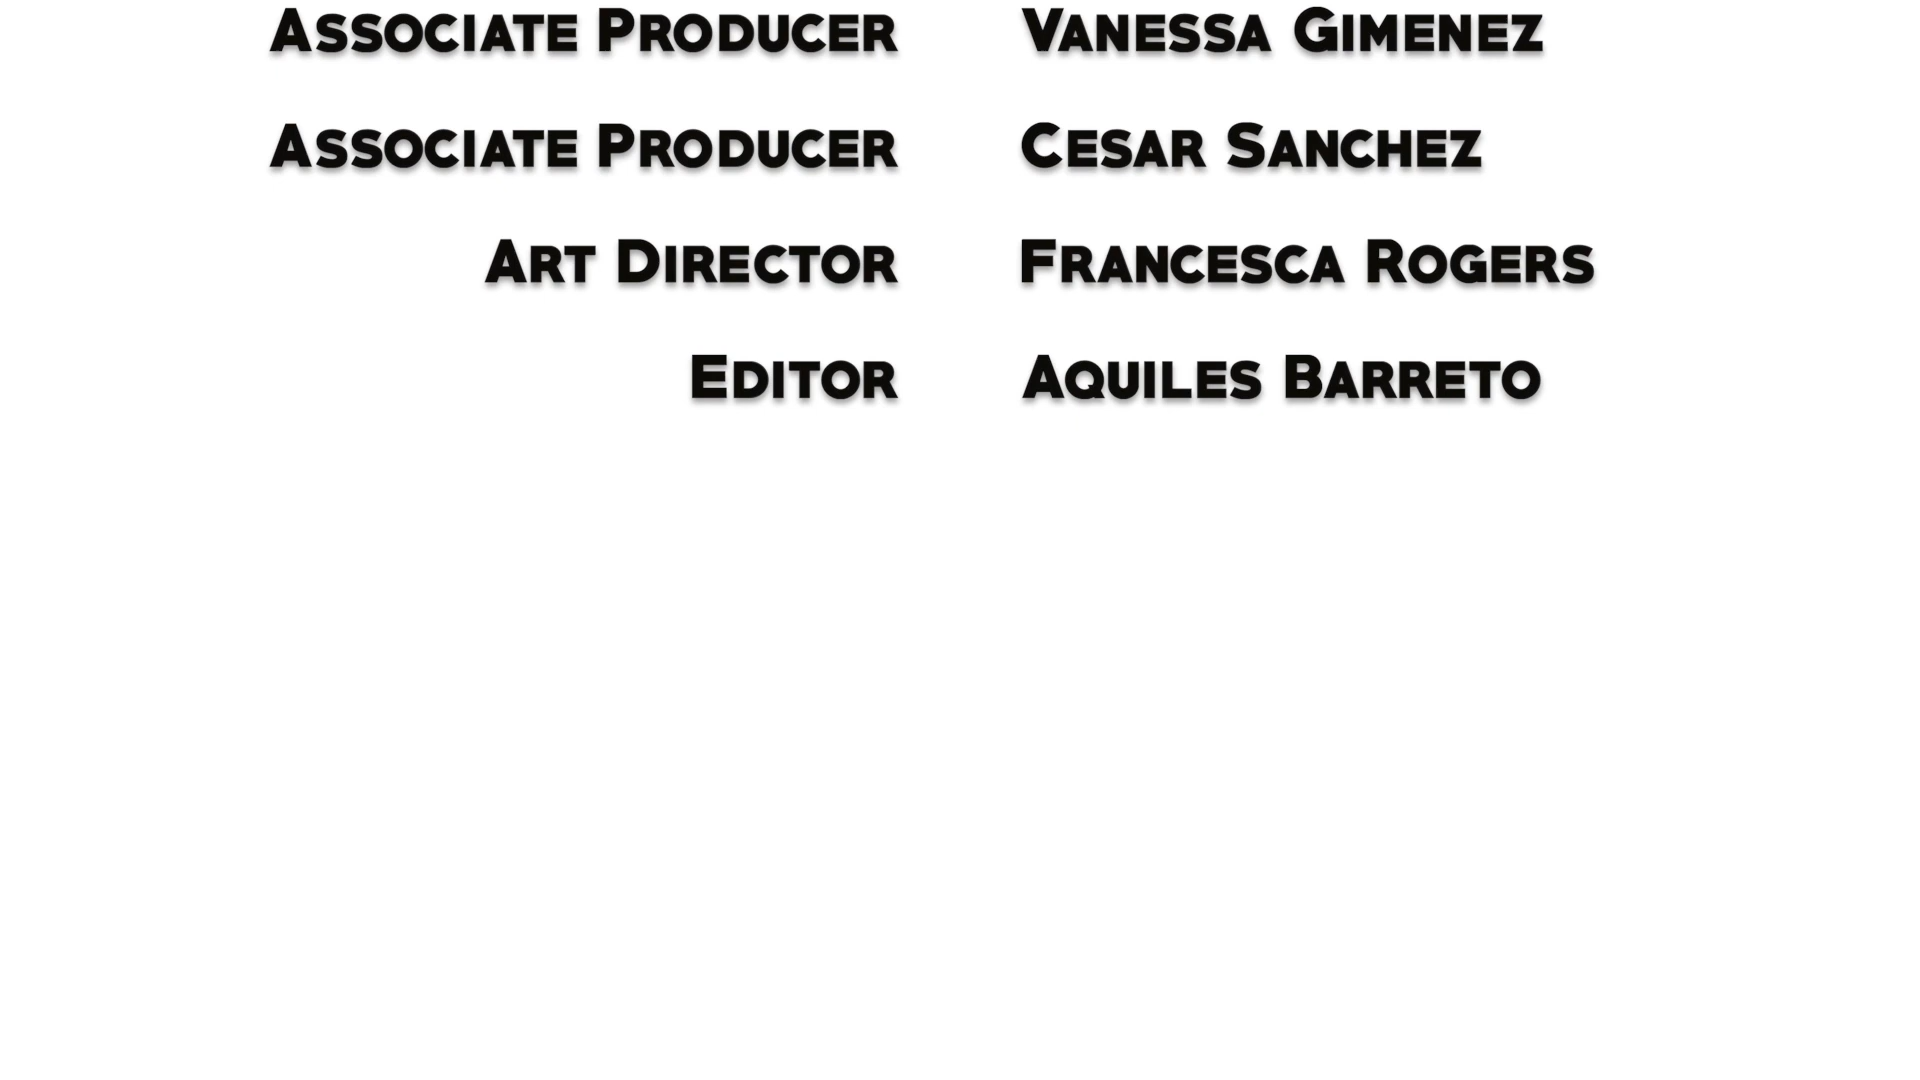 Associate Producer Vanessa Gimenez
Associate Producer Cesar Sanchez
Art Director Francesca Rogers
Editor Aquiles Barreto